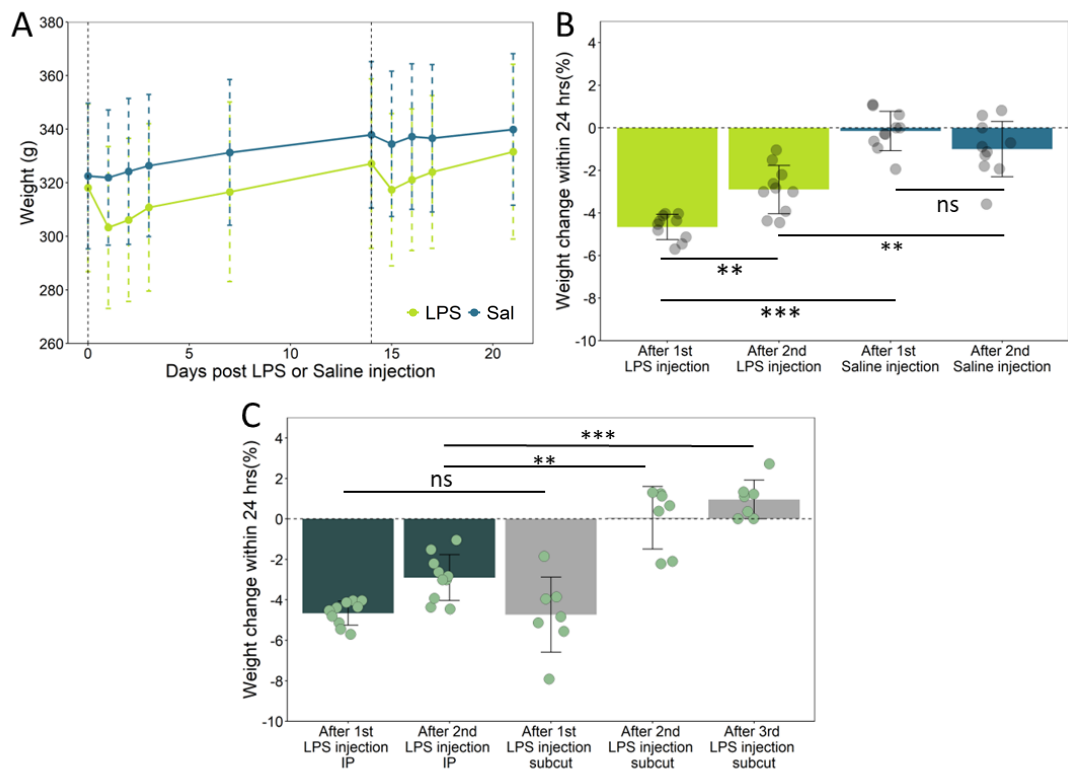 A
380
360
340
320
300
280
260
Weight (g)
LPS
Sal
0
5
10
15
20
Days post LPS or Saline injection
B
4
2
0
-2
-4
-6
-8
-10
Weight change within 24 hrs(%)
ns
**
**
***
After 1st
LPS injection
After 2nd
LPS injection
After 1st
Saline injection
After 2nd
Saline injection
C
4
2
0
-2
-4
-6
-8
-10
Weight change within 24 hrs(%)
***
**
ns
After 1st
LPS injection
IP
After 2nd
LPS injection
IP
After 1st
LPS injection
subcut
After 2nd
LPS injection
subcut
After 3rd
LPS injection
subcut